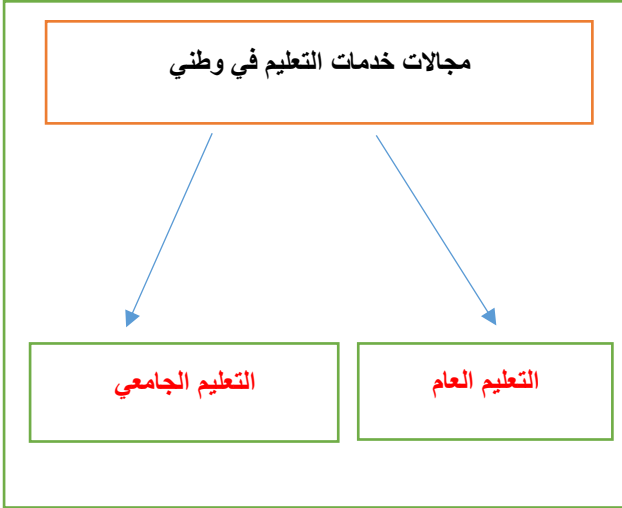 مجالات خدمات التعليم في وطني
التعليم العام
التعليم الجامعي